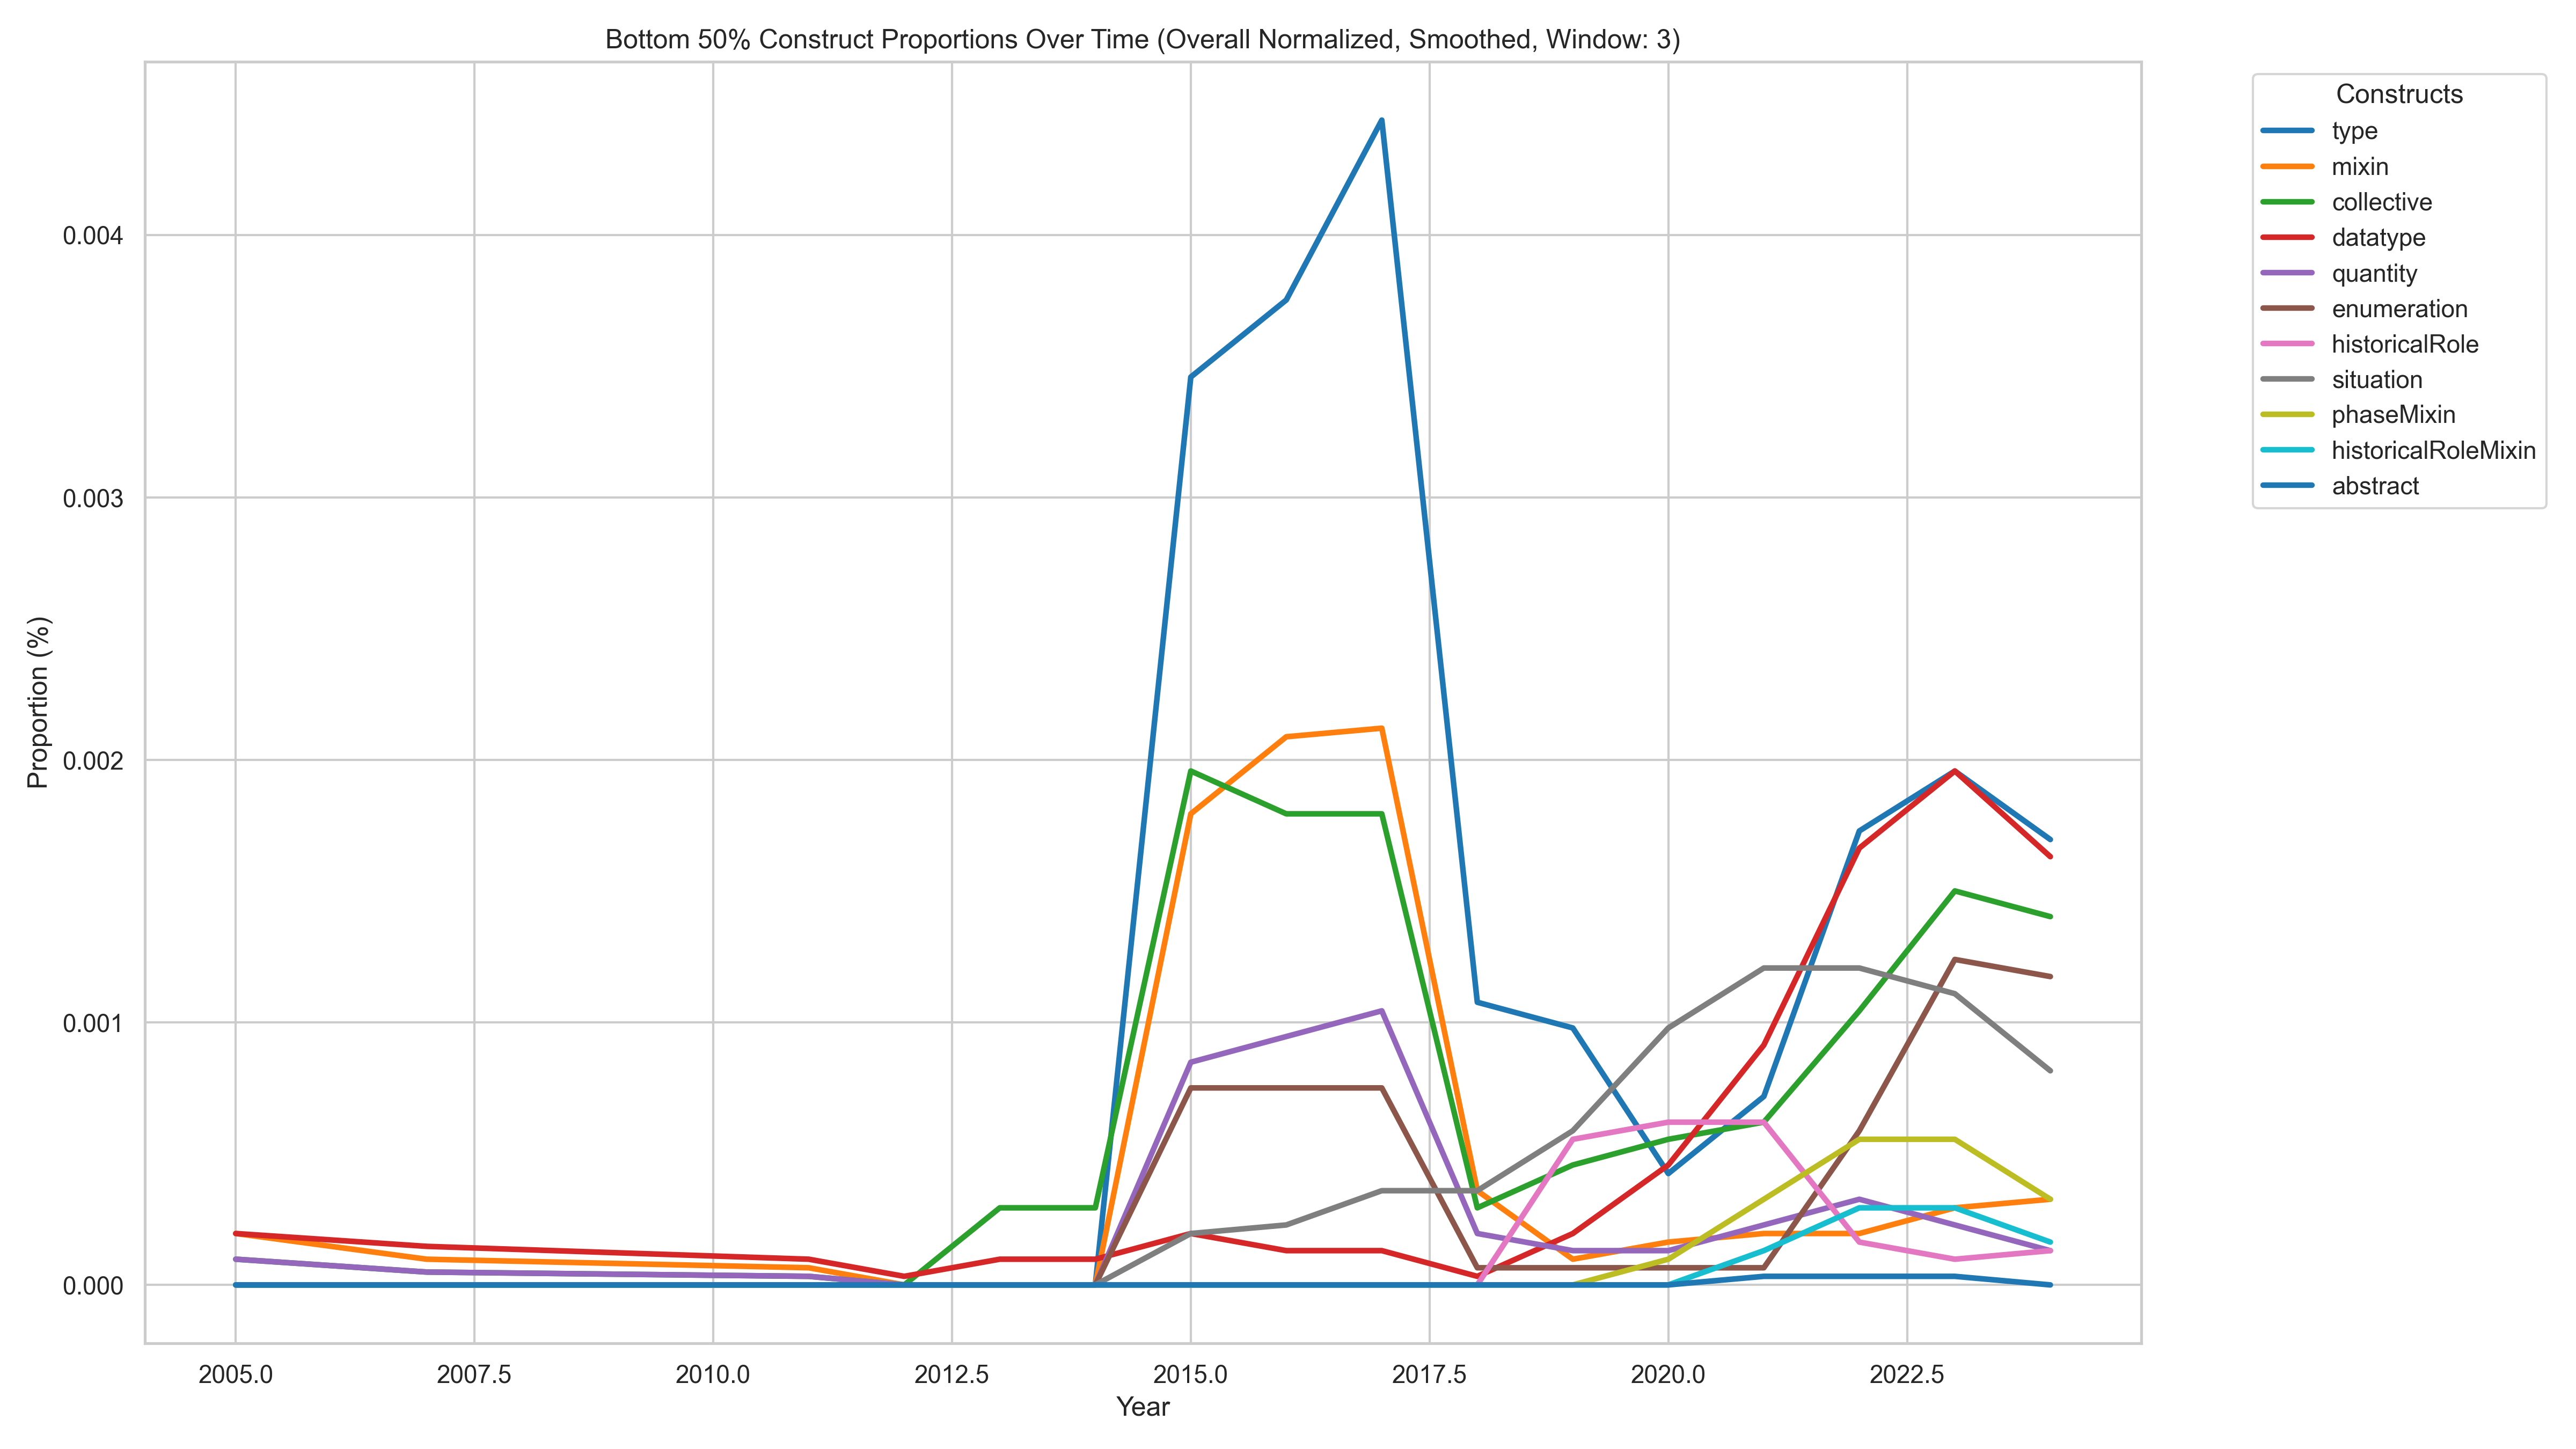 Bottom 50% Construct Proportions Over Time (Overall Normalized, Smoothed, Window: 3)
Constructs
type
mixin
collective
datatype
quantity
enumeration
historicalRole
situation
phaseMixin
historicalRoleMixin
abstract
Proportion (%)
0.004
0.003
0.002
0.001
0.000
2005.0 2007.5 2010.0 2012.5 2015.0 2017.5 2020.0 2022.5
Year